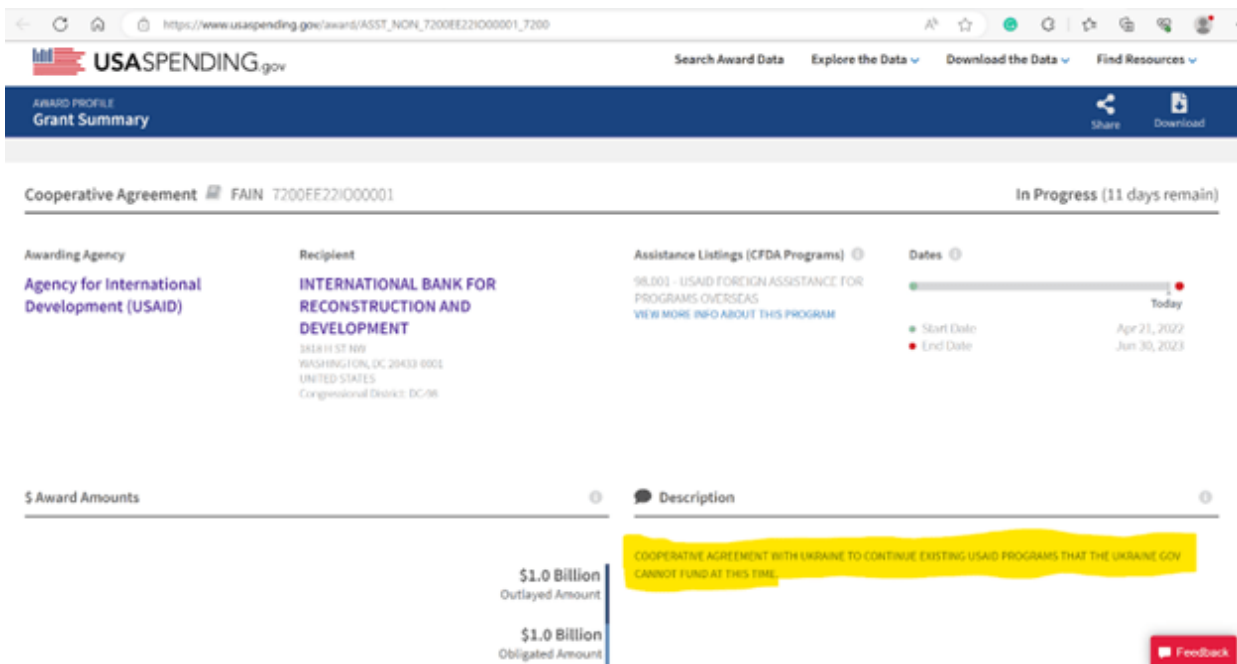 https://www.usaspending.gov/award/ASST_NON_7200EE22IO00001_7200
USASPENDING.gov
Search Award Data
Explore the Data
Download the Data
Find Resources
AWARD PROFILE
Grant Summary
Share
Download
Cooperative Agreement
FAIN 7200EE22IO00001
In Progress (11 days remain)
Awarding Agency
Agency for International
Development (USAID)
Recipient
INTERNATIONAL BANK FOR
RECONSTRUCTION AND
DEVELOPMENT
1818 H ST NW
WASHINGTON, DC 20433-0001
UNITED STATES
Congressional District: DC-98
Assistance Listings (CFDA Programs)
98.001 - USAID FOREIGN ASSISTANCE FOR
PROGRAMS OVERSEAS
VIEW MORE INFO ABOUT THIS PROGRAM
Dates
Today
Start Date Apr 21, 2022
End Date Jun 30, 2023
$ Award Amounts
$1.0 Billion
Outlayed Amount
$1.0 Billion
Obligated Amount
Description
COOPERATIVE AGREEMENT WITH UKRAINE TO CONTINUE EXISTING USAID PROGRAMS THAT THE UKRAINE GOV
CANNOT FUND AT THIS TIME.
Feedback